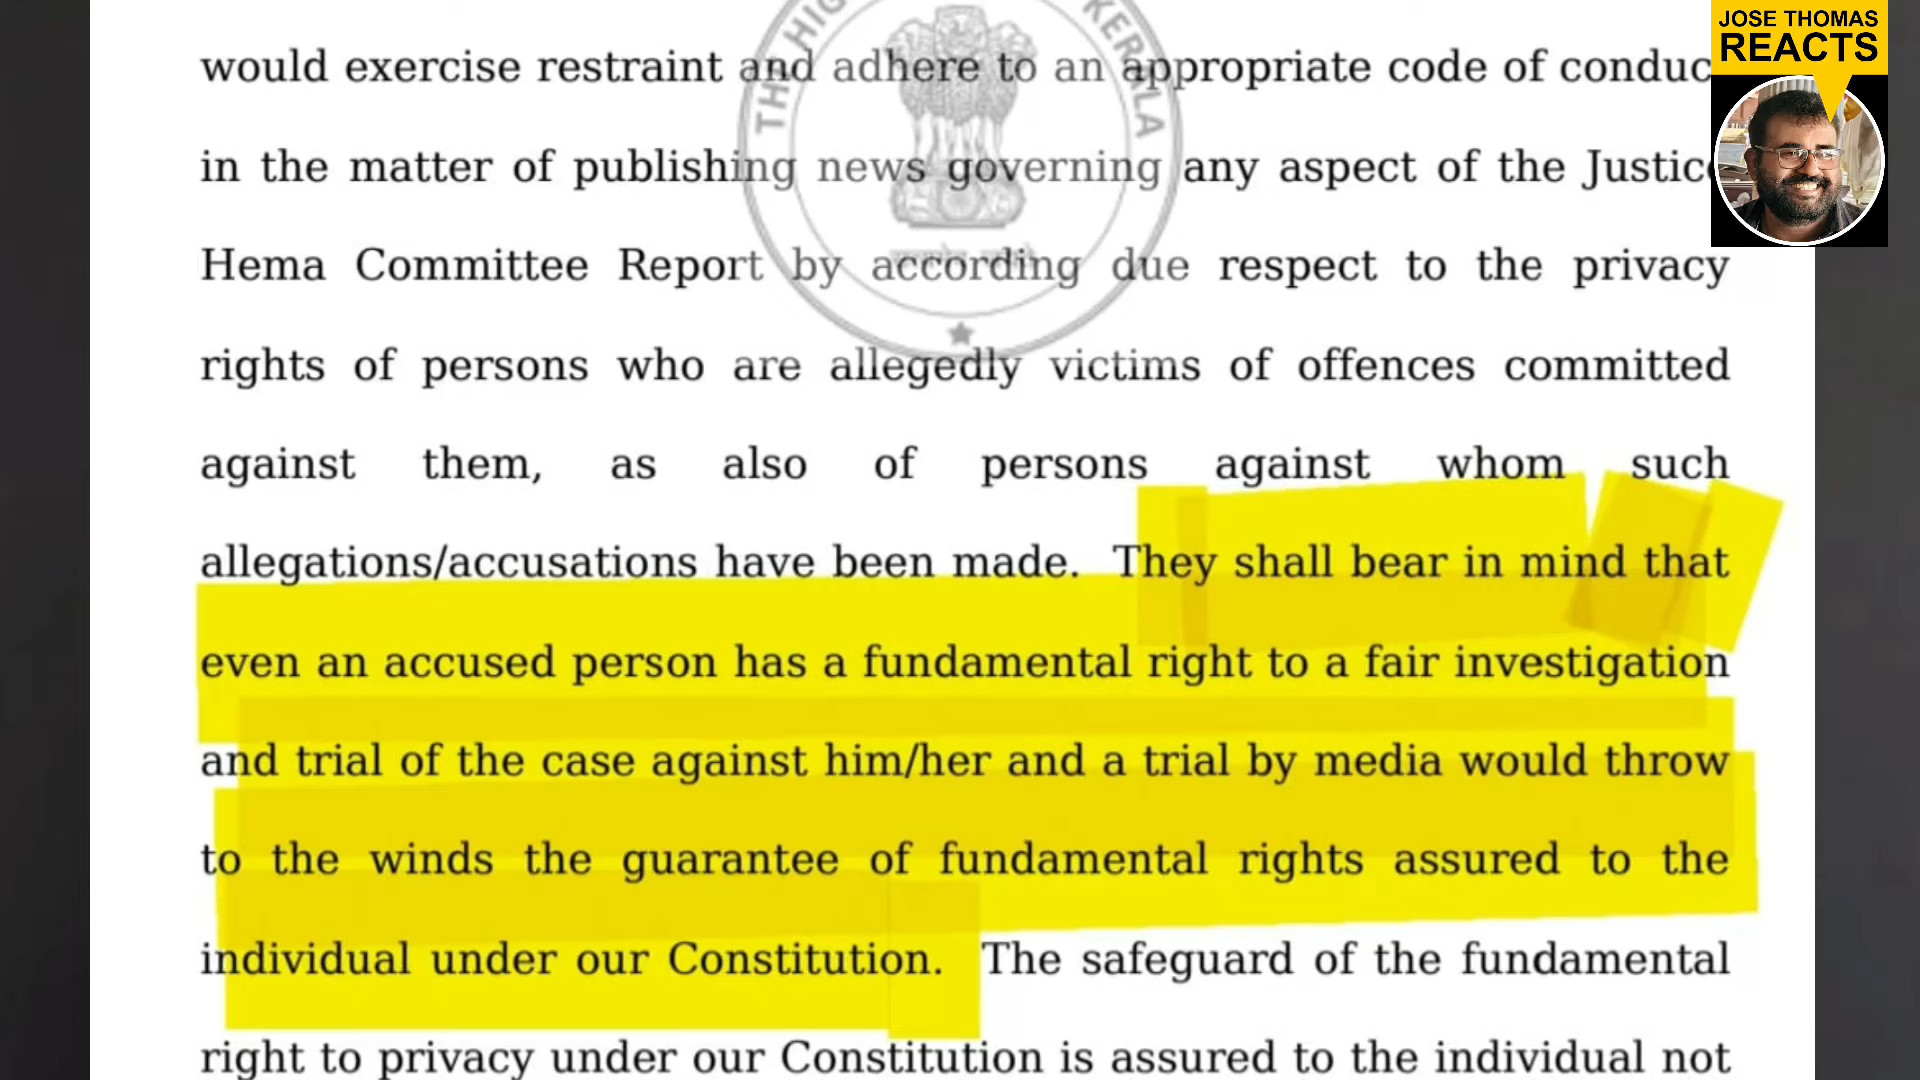 would exercise restraint and adhere to an appropriate code of conduc
in the matter of publishing news governing any aspect of the Justic
Hema Committee Report by according due respect to the privacy
rights of persons who are allegedly victims of offences committed
against them, as also of persons against whom such
allegations/accusations have been made. They shall bear in mind that
even an accused person has a fundamental right to a fair investigation
and trial of the case against him/her and a trial by media would throw
to the winds the guarantee of fundamental rights assured to the
individual under our Constitution. The safeguard of the fundamental
right to privacy under our Constitution is assured to the individual not
THE HIG
KERALA
JOSE THOMAS
REACTS